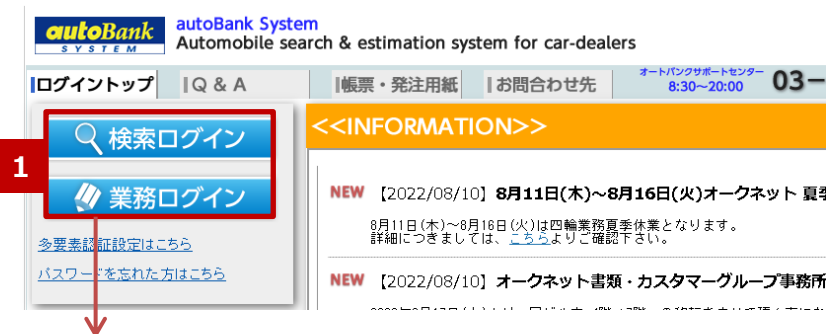 autoBank
SYSTEM
autoBank System
Automobile search & estimation system for car-dealers
ログイントップ
Q & A
帳票・発注用紙
お問合わせ先
オートバンクサポートセンター
8:30~20:00
03-
1
検索ログイン
業務ログイン
多要素認証設定はこちら
パスワードを忘れた方はこちら
<<INFORMATION>>
NEW 【2022/08/10】8月11日(木)~8月16日(火)オークネット 夏季
8月11日(木)~8月16日(火)は四輪業務夏季休業となります。
詳細につきましては、こちらよりご確認下さい。
NEW 【2022/08/10】オークネット書類・カスタマーグループ事務所